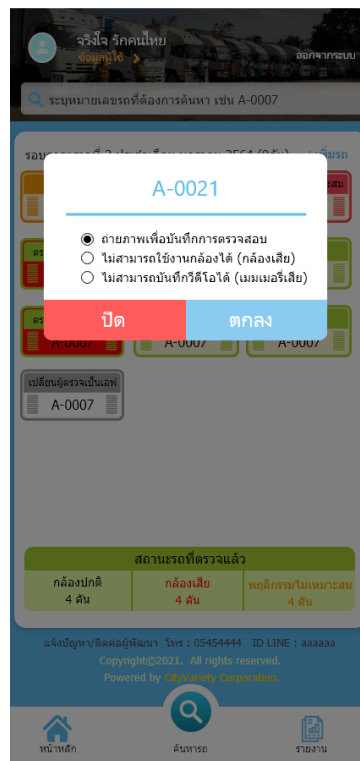 จริงใจ รักคนไทย
ข้อมูลผู้ใช้ >
ออกจากระบบ
ระบุหมายเลขรถที่ต้องการค้นหา เช่น A-0007
A-0021
ถ่ายภาพเพื่อบันทึกการตรวจสอบ
ไม่สามารถใช้งานกล้องได้ (กล้องเสีย)
ไม่สามารถบันทึกวีดีโอได้ (เมมเมอรี่เสีย)
ปิด
ตกลง
A-0007
A-0007
A-0007
เปลี่ยนผู้ตรวจเป็นเอฟ
A-0007
สถานะรถที่ตรวจแล้ว
กล้องปกติ
4 คัน
กล้องเสีย
4 คัน
พฤติกรรมไม่เหมาะสม
4 คัน
แจ้งปัญหา/ติดต่อผู้พัฒนา โทร : 05454444 ID LINE : aaaaaa
Copyright©2021. All rights reserved.
Powered by CityVariety Corporation.
หน้าหลัก
ค้นหารถ
รายงาน